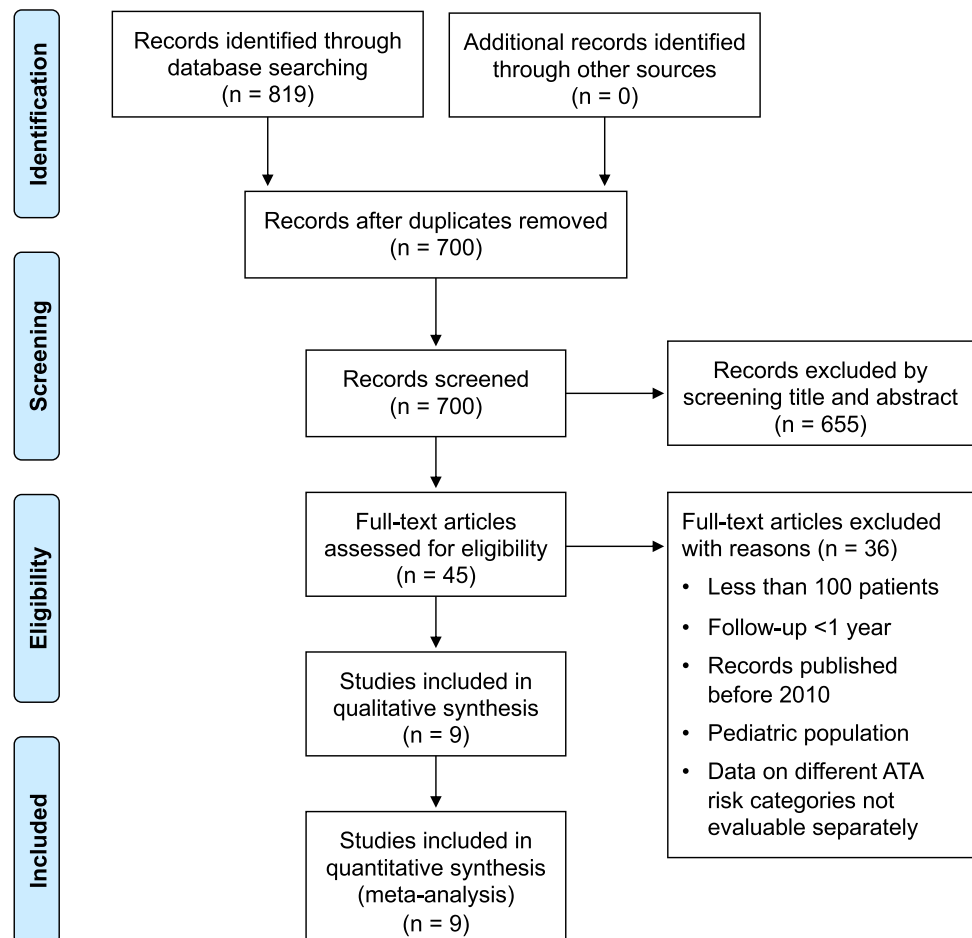 Identification
Records identified through
database searching
(n = 819)
Additional records identified
through other sources
(n = 0)
Records after duplicates removed
(n = 700)
Screening
Records screened
(n = 700)
Records excluded by
screening title and abstract
(n = 655)
Eligibility
Full-text articles
assessed for eligibility
(n = 45)
Full-text articles excluded
with reasons (n = 36)
• Less than 100 patients
• Follow-up <1 year
• Records published
before 2010
• Pediatric population
• Data on different ATA
risk categories not
evaluable separately
Studies included in
qualitative synthesis
(n = 9)
Included
Studies included in
quantitative synthesis
(meta-analysis)
(n = 9)